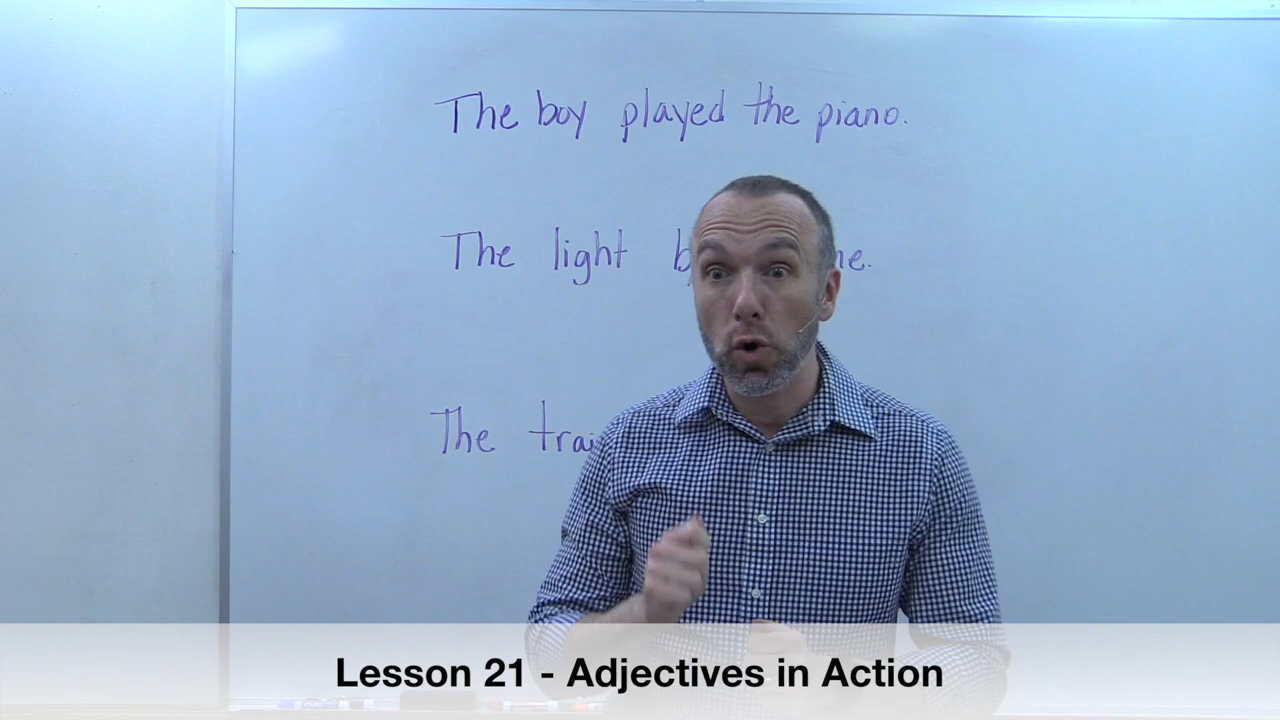 The boy played the piano.
The light
The
Lesson 21 - Adjectives in Action